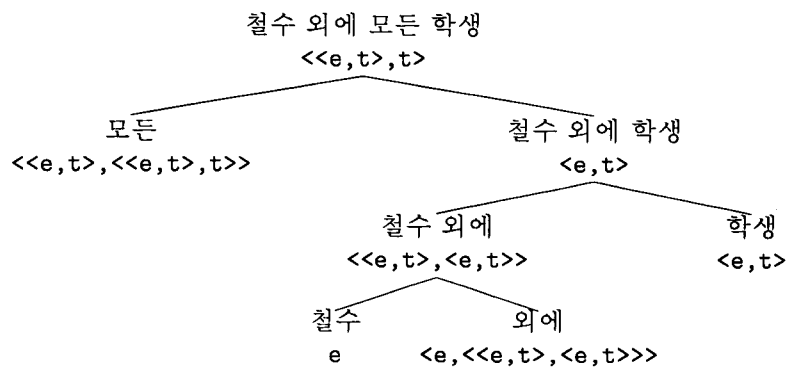 철수 외에 모든 학생
<<e,t>,t>
모든 철수 외에 학생
<<e,t>,<<e,t>,t>> <e,t>
철수 외에 학생
<<e,t>,<e,t>> <e,t>
철수 외에
e <e,<<e,t>,<e,t>>>